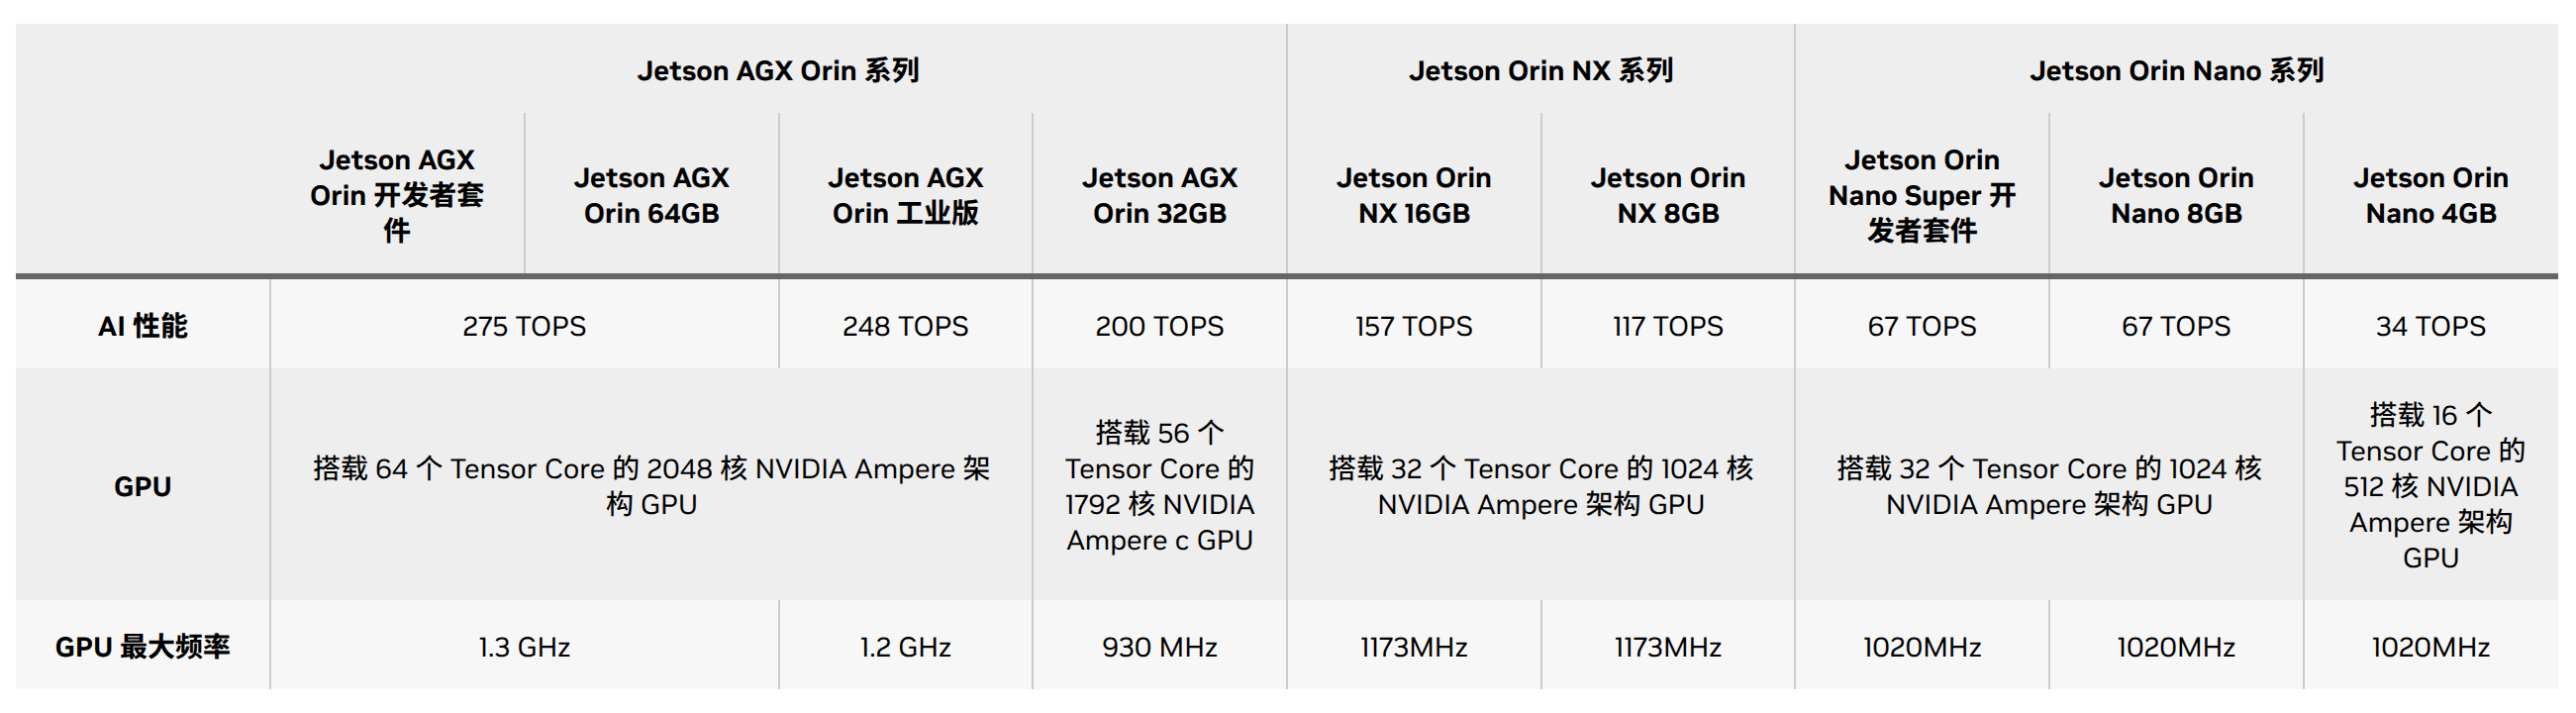 Jetson AGX Orin 系列
Jetson Orin NX 系列
Jetson Orin Nano 系列
Jetson AGX
Orin 开发者套
件
Jetson AGX
Orin 64GB
Jetson AGX
Orin 工业版
Jetson AGX
Orin 32GB
Jetson Orin
NX 16GB
Jetson Orin
NX 8GB
Jetson Orin
Nano Super 开
发者套件
Jetson Orin
Nano 8GB
Jetson Orin
Nano 4GB
AI 性能
275 TOPS
248 TOPS
200 TOPS
157 TOPS
117 TOPS
67 TOPS
67 TOPS
34 TOPS
GPU
搭载 64 个 Tensor Core 的 2048 核 NVIDIA Ampere 架
构 GPU
搭载 56 个
Tensor Core 的
1792 核 NVIDIA
Ampere c GPU
搭载 32 个 Tensor Core 的 1024 核
NVIDIA Ampere 架构 GPU
搭载 32 个 Tensor Core 的 1024 核
NVIDIA Ampere 架构 GPU
搭载 16 个
Tensor Core 的
512 核 NVIDIA
Ampere 架构
GPU
GPU 最大频率
1.3 GHz
1.2 GHz
930 MHz
1173MHz
1173MHz
1020MHz
1020MHz
1020MHz